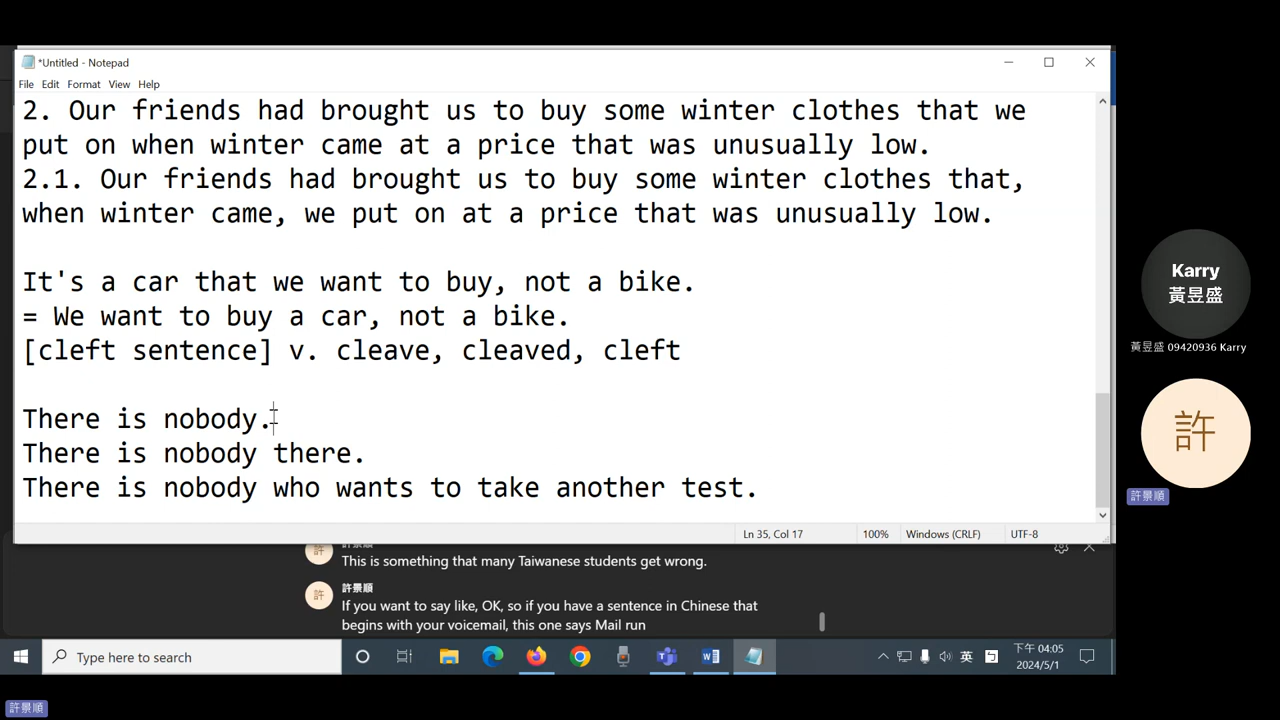 *Untitled - Notepad
File Edit Format View Help
2. Our friends had brought us to buy some winter clothes that we
put on when winter came at a price that was unusually low.
2.1. Our friends had brought us to buy some winter clothes that,
when winter came, we put on at a price that was unusually low.
It's a car that we want to buy, not a bike.
= We want to buy a car, not a bike.
[cleft sentence] v. cleave, cleaved, cleft
There is nobody.
There is nobody there.
There is nobody who wants to take another test.
Ln 35, Col 17 100% Windows (CRLF) UTF-8
許 許景順
This is something that many Taiwanese students get wrong.
許 許景順
If you want to say like, OK, so if you have a sentence in Chinese that
begins with your voicemail, this one says Mail run
Karry
黃昱盛
黃昱盛 09420936 Karry
許
許景順
Type here to search
英
下午 04:05
2024/5/1
許景順